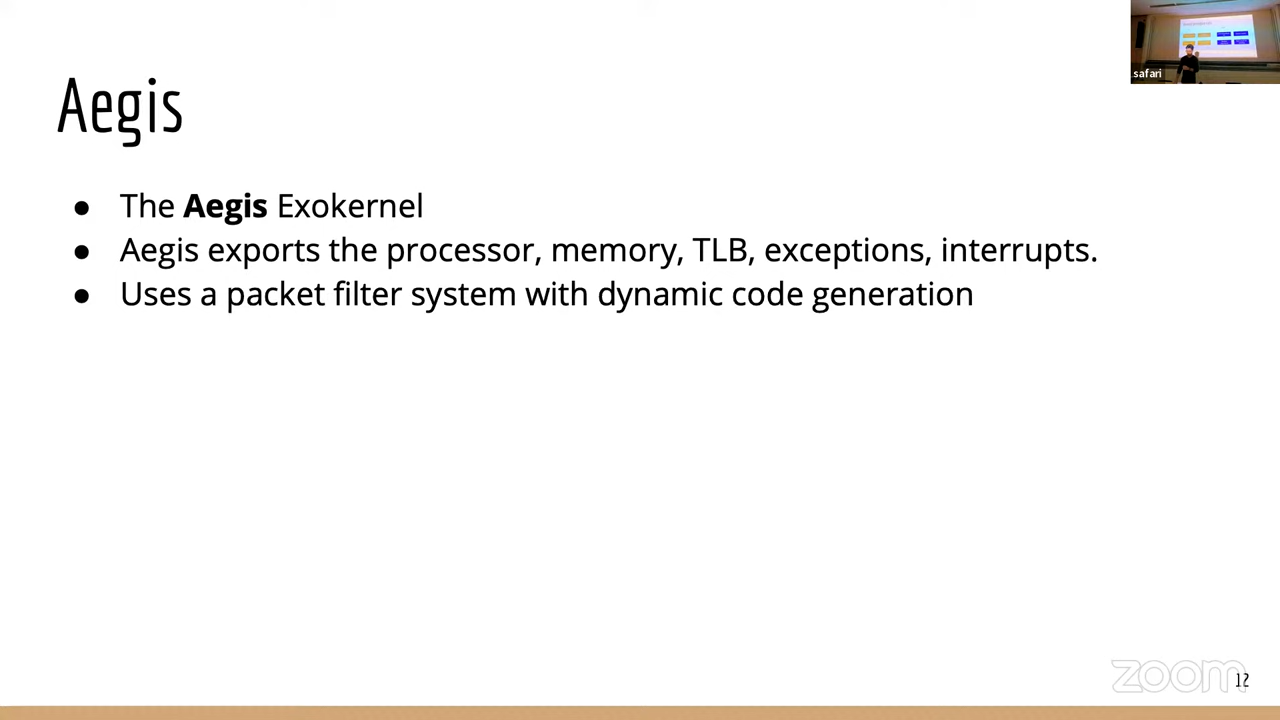 safari
Aegis
● The Aegis Exokernel
● Aegis exports the processor, memory, TLB, exceptions, interrupts.
● Uses a packet filter system with dynamic code generation
zoom
12